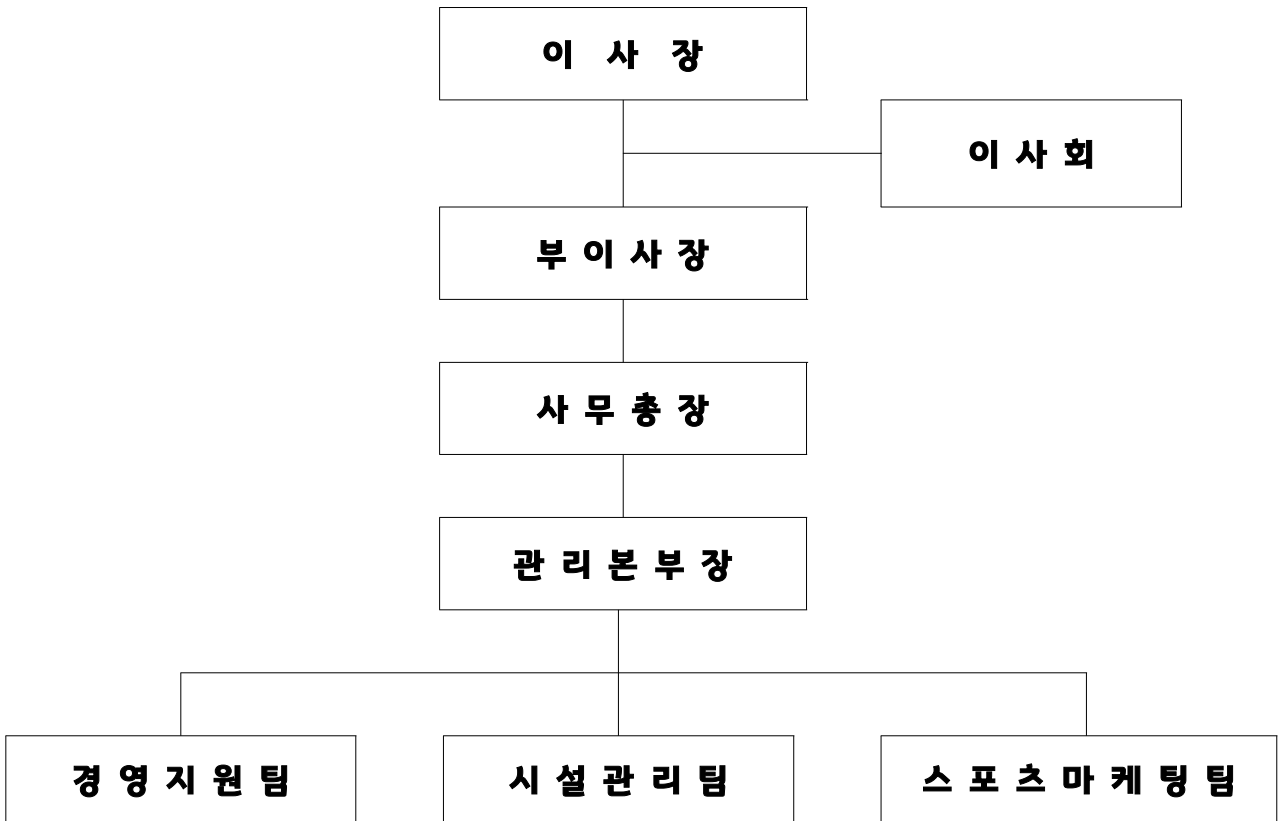 이 사 장
이 사 회
부 이 사 장
사 무 총 장
관 리 본 부 장
경 영 지 원 팀
시 설 관 리 팀
스 포 츠 마 케 팅 팀